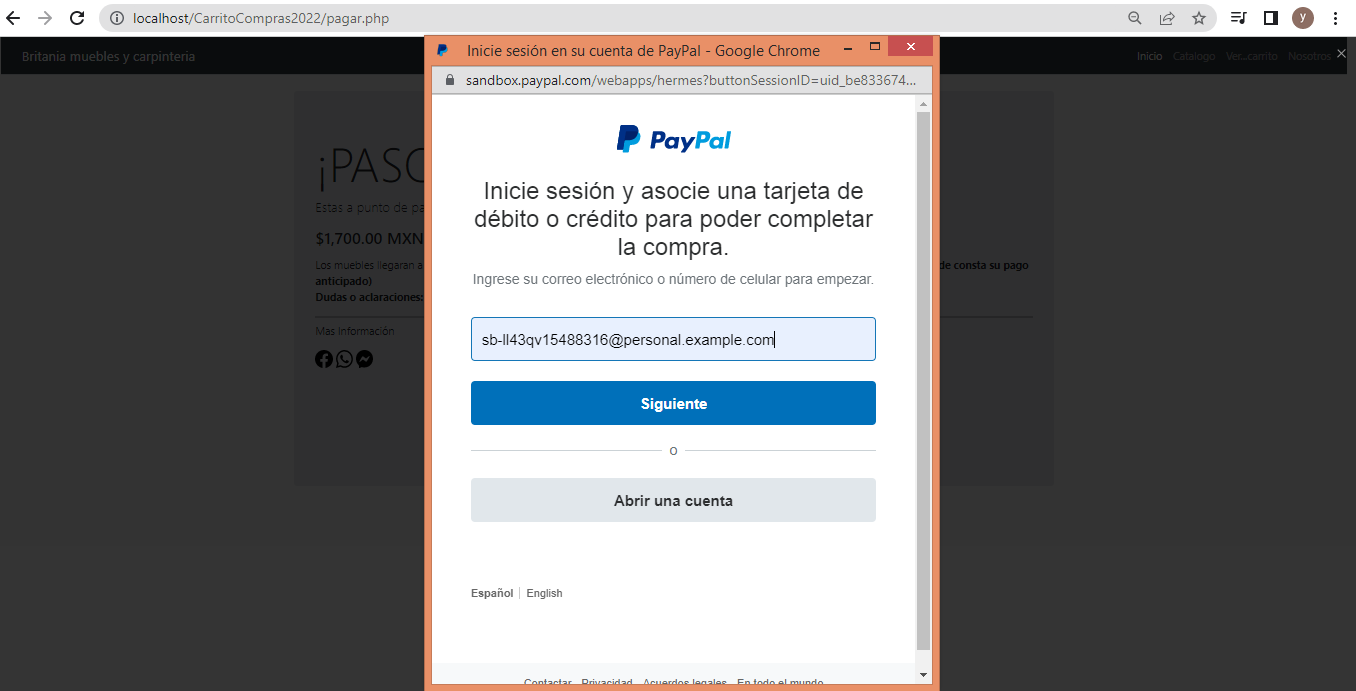 localhost/CarritoCompras2022/pagar.php
y
Britania muebles y carpinteria
Inicio Catalogo Ver...carrito Nosotros
Inicie sesión en su cuenta de PayPal - Google Chrome
sandbox.paypal.com/webapps/hermes?buttonSessionID=uid_be833674...
¡PASO
Estas a punto de pa
$1,700.00 MXN
Los muebles llegaran a
de consta su pago
anticipado)
Dudas o aclaraciones:
Mas Información
PayPal
Inicie sesión y asocie una tarjeta de
débito o crédito para poder completar
la compra.
Ingrese su correo electrónico o número de celular para empezar.
sb-ll43qv15488316@personal.example.com
Siguiente
o
Abrir una cuenta
Español English
Contactar Privacidad Acuerdos legales En todo el mundo